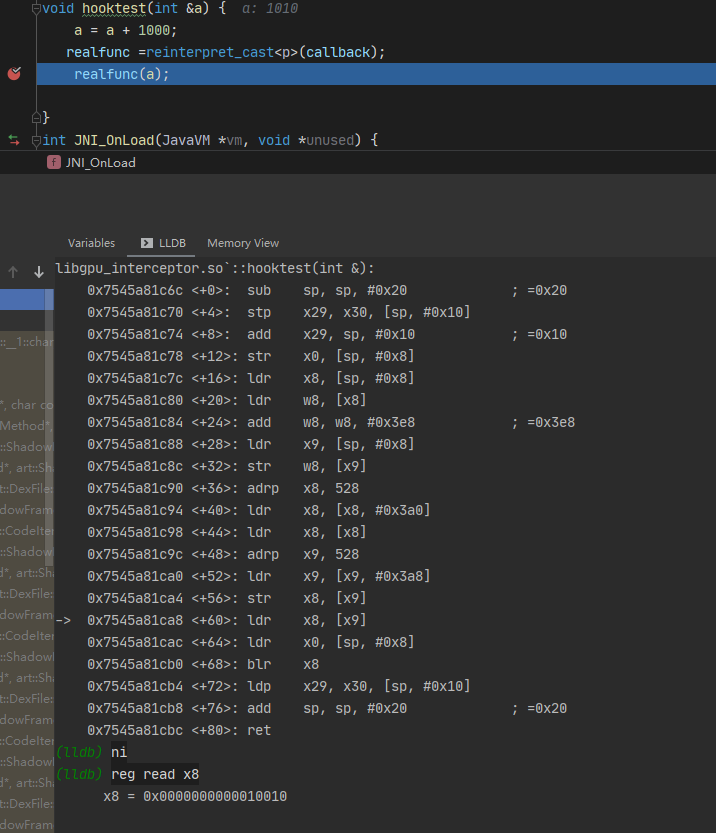 void hooktest(int &a) {  a: 1010
a = a + 1000;
realfunc =reinterpret_cast<p>(callback);
realfunc(a);
}
int JNI_OnLoad(JavaVM *vm, void *unused) {
f JNI_OnLoad
Variables LLDB Memory View
libgpu_interceptor.so`::hooktest(int &):
0x7545a81c6c <+0>: sub sp, sp, #0x20 ; =0x20
0x7545a81c70 <+4>: stp x29, x30, [sp, #0x10]
0x7545a81c74 <+8>: add x29, sp, #0x10 ; =0x10
0x7545a81c78 <+12>: str x0, [sp, #0x8]
0x7545a81c7c <+16>: ldr x8, [sp, #0x8]
0x7545a81c80 <+20>: ldr w8, [x8]
0x7545a81c84 <+24>: add w8, w8, #0x3e8 ; =0x3e8
0x7545a81c88 <+28>: ldr x9, [sp, #0x8]
0x7545a81c8c <+32>: str w8, [x9]
0x7545a81c90 <+36>: adrp x8, 528
0x7545a81c94 <+40>: ldr x8, [x8, #0x3a0]
0x7545a81c98 <+44>: ldr x8, [x8]
0x7545a81c9c <+48>: adrp x9, 528
0x7545a81ca0 <+52>: ldr x9, [x9, #0x3a8]
0x7545a81ca4 <+56>: str x8, [x9]
-> 0x7545a81ca8 <+60>: ldr x8, [x9]
0x7545a81cac <+64>: ldr x0, [sp, #0x8]
0x7545a81cb0 <+68>: blr x8
0x7545a81cb4 <+72>: ldp x29, x30, [sp, #0x10]
0x7545a81cb8 <+76>: add sp, sp, #0x20 ; =0x20
0x7545a81cbc <+80>: ret
(lldb) ni
(lldb) reg read x8
x8 = 0x0000000000010010